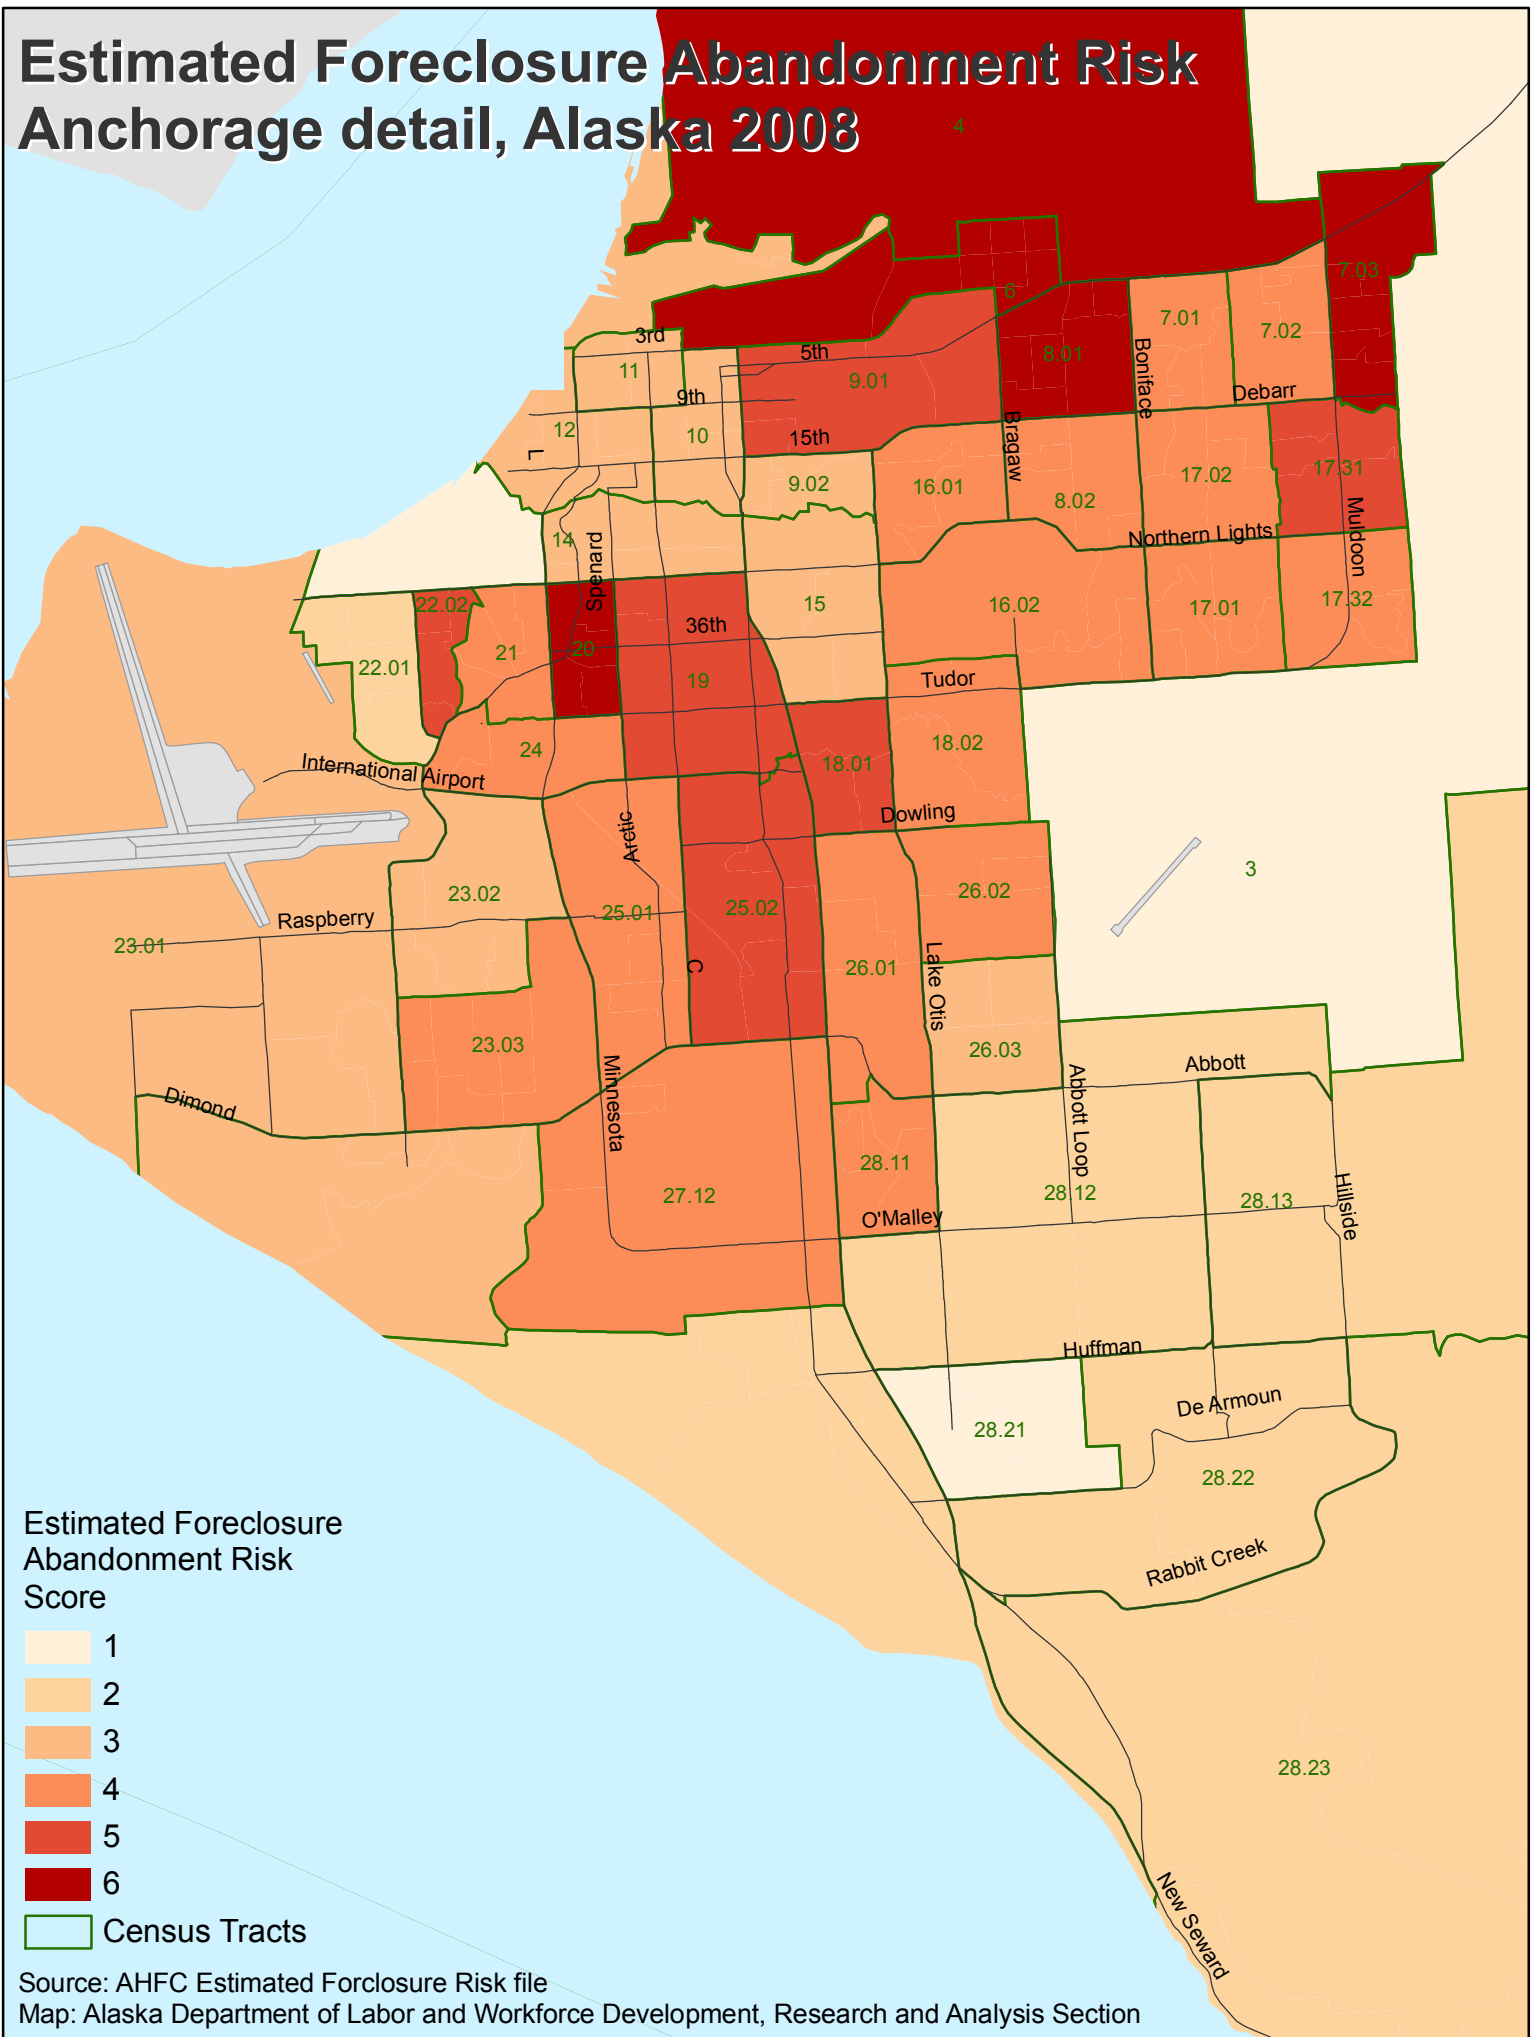 Estimated Foreclosure Abandonment Risk
Anchorage detail, Alaska 2008
4
7.03
6
7.01
7.02
3rd
5th
8.01
Boniface
11
9.01
Debarr
9th
12
10
15th
L
Bragaw
9.02
16.01
8.02
17.02
17.31
Muldoon
14
Spenard
Northern Lights
22.02
15
16.02
17.01
17.32
36th
20
21
22.01
19
Tudor
24
18.01
18.02
International Airport
Dowling
Arctic
3
23.02
26.02
25.01
25.02
Raspberry
23.01
C
26.01
Lake Otis
23.03
26.03
Abbott
Dimond
Minnesota
Abbott Loop
28.11
27.12
28.12
28.13
Hillside
O'Malley
Huffman
De Armoun
28.21
28.22
Rabbit Creek
28.23
New Seward
Estimated Foreclosure
Abandonment Risk
Score
1
2
3
4
5
6
Census Tracts
Source: AHFC Estimated Forclosure Risk file
Map: Alaska Department of Labor and Workforce Development, Research and Analysis Section